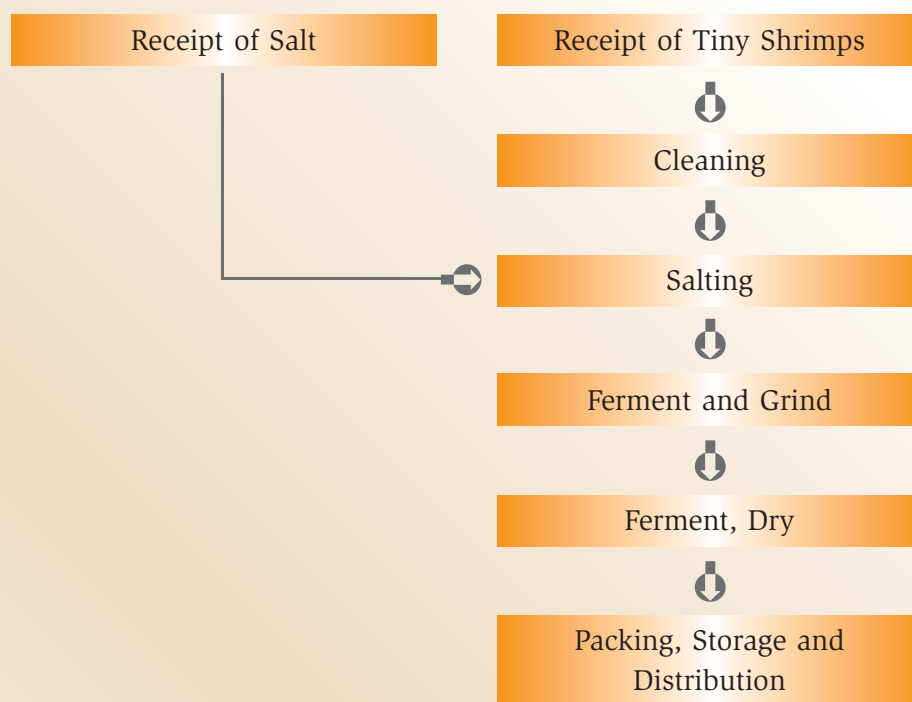 Receipt of Salt
Receipt of Tiny Shrimps
Cleaning
Salting
Ferment and Grind
Ferment, Dry
Packing, Storage and
Distribution